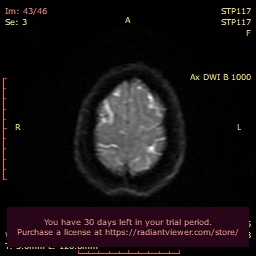 Im: 43/46
Se: 3
A
STP117
STP117
F
Ax DWI B 1000
R
L
You have 30 days left in your trial period.
Purchase a license at https://radiantviewer.com/store/